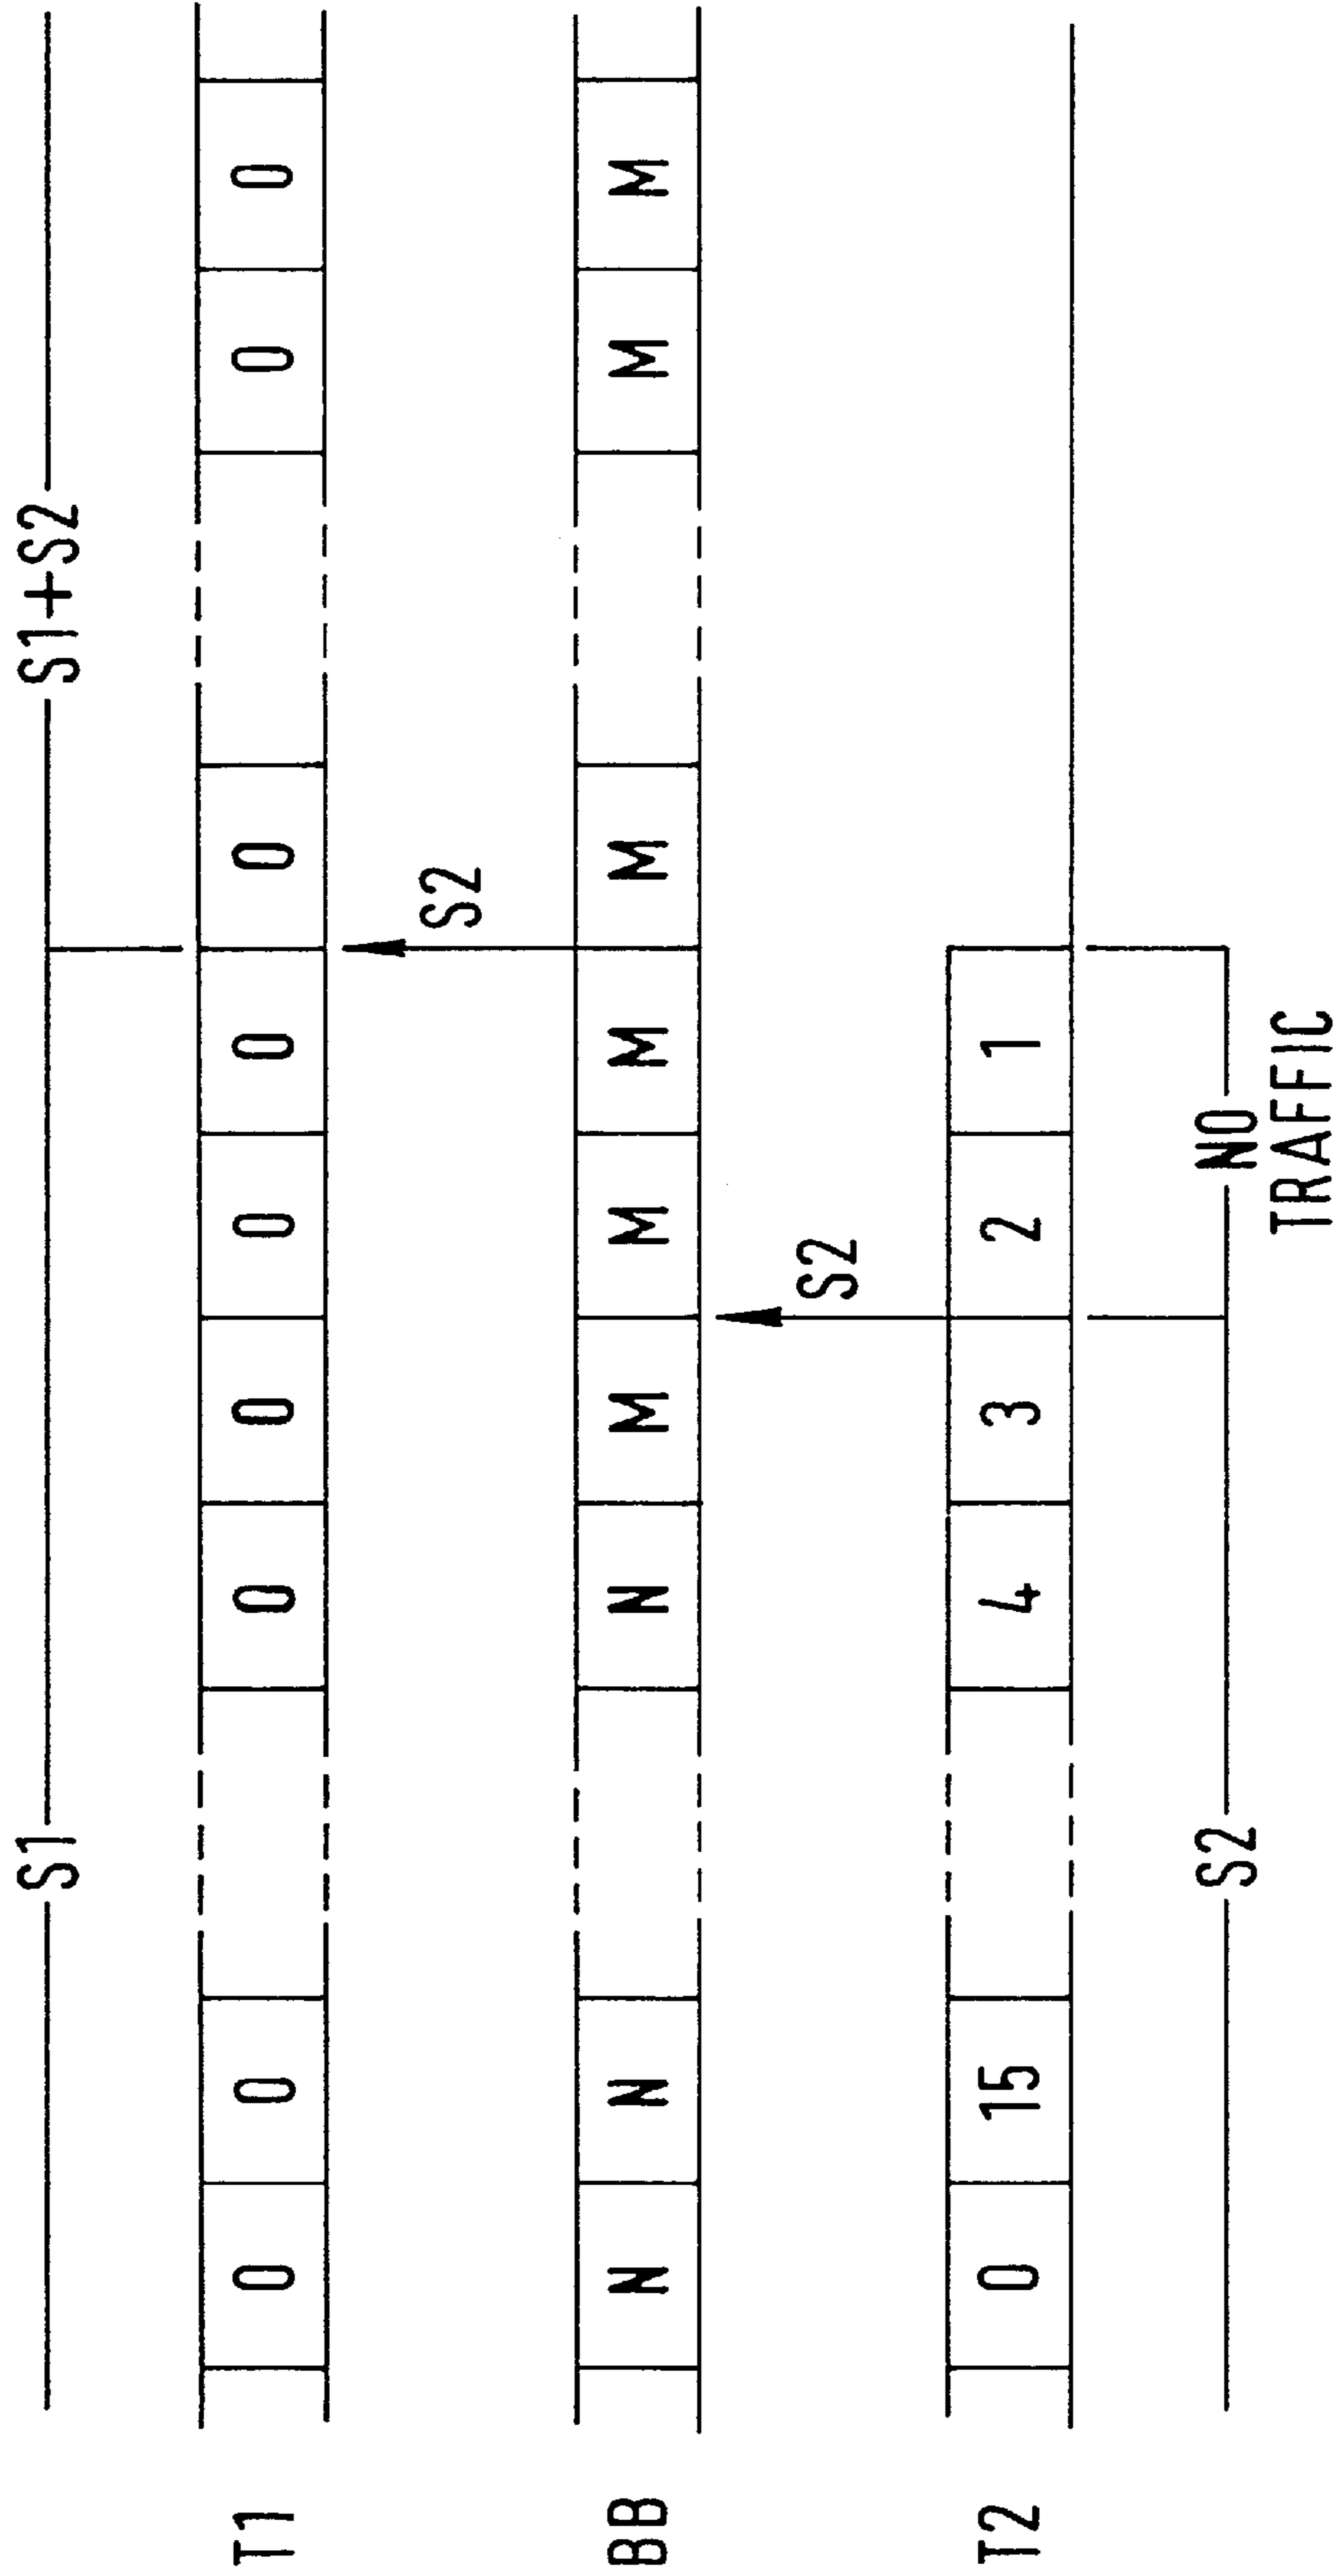 S1 S1+S2
T1 0 0 0 0 0 0 0 0 0
S2
BB N N N M M M M M M
S2
T2 0 15 4 3 2 1
S2 NO
TRAFFIC